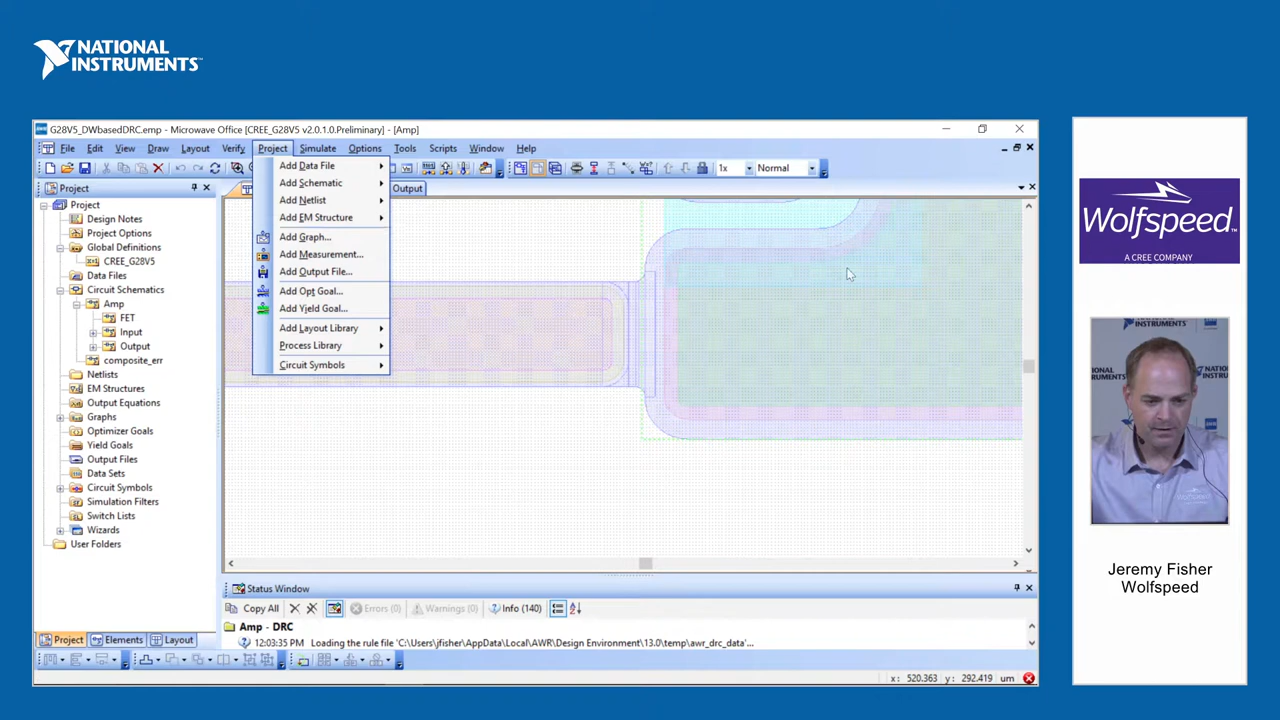 NATIONAL
INSTRUMENTS
G28V5_DWbasedDRC.emp - Microwave Office [CREE_G28V5 v2.0.1.0.Preliminary] - [Amp]
File Edit View Draw Layout Verify Project Simulate Options Tools Scripts Window Help
1x Normal
Project
Output
Project
Design Notes
Project Options
Global Definitions
CREE_G28V5
Data Files
Circuit Schematics
Amp
FET
Input
Output
composite_err
Netlists
EM Structures
Output Equations
Graphs
Optimizer Goals
Yield Goals
Output Files
Data Sets
Circuit Symbols
Simulation Filters
Switch Lists
Wizards
User Folders
Add Data File
Add Schematic
Add Netlist
Add EM Structure
Add Graph...
Add Measurement...
Add Output File...
Add Opt Goal...
Add Yield Goal...
Add Layout Library
Process Library
Circuit Symbols
Status Window
Copy All Errors (0) Warnings (0) Info (140)
Amp - DRC
12:03:35 PM Loading the rule file 'C:\Users\jfisher\AppData\Local\AWR\Design Environment\13.0\temp\awr_drc_data'...
Project Elements Layout
x: 520.363 y: 292.419 um
Wolfspeed™
A CREE COMPANY
Jeremy Fisher
Wolfspeed